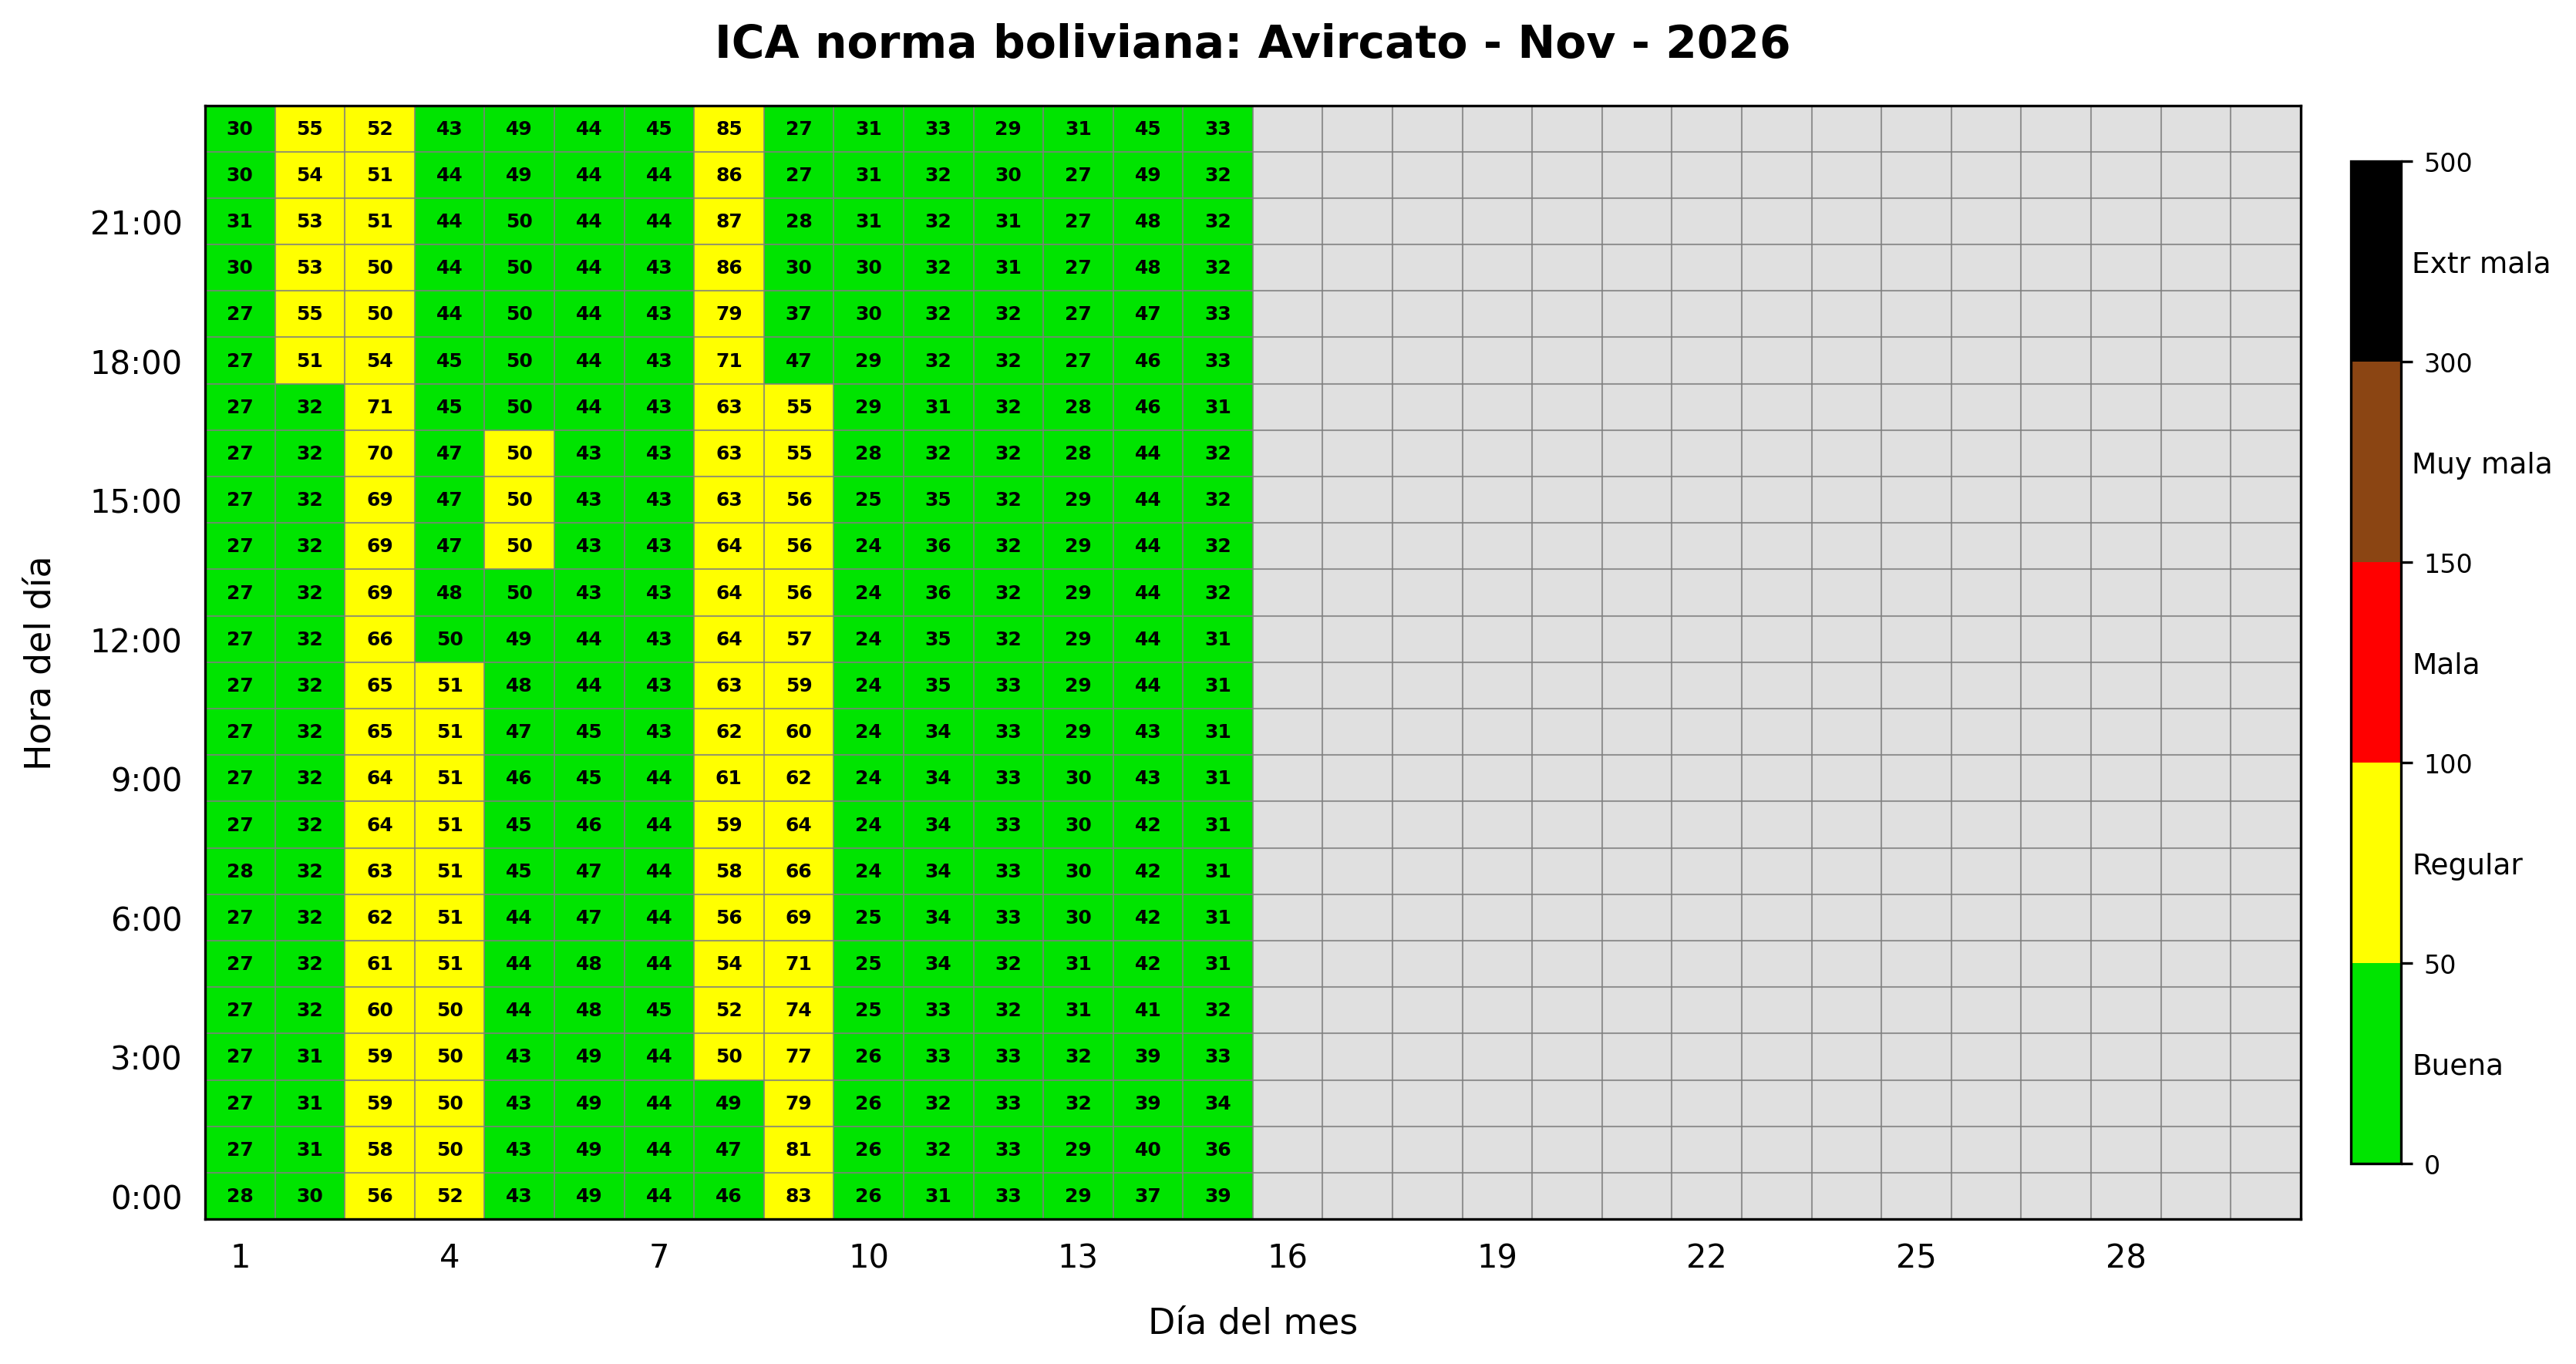 ICA norma boliviana: Avircato - Nov - 2026
30 55 52 43 49 44 45 85 27 31 33 29 31 45 33
30 54 51 44 49 44 44 86 27 31 32 30 27 49 32
21:00 31 53 51 44 50 44 44 87 28 31 32 31 27 48 32
30 53 50 44 50 44 43 86 30 30 32 31 27 48 32
27 55 50 44 50 44 43 79 37 30 32 32 27 47 33
18:00 27 51 54 45 50 44 43 71 47 29 32 32 27 46 33
27 32 71 45 50 44 43 63 55 29 31 32 28 46 31
27 32 70 47 50 43 43 63 55 28 32 32 28 44 32
15:00 27 32 69 47 50 43 43 63 56 25 35 32 29 44 32
27 32 69 47 50 43 43 64 56 24 36 32 29 44 32
27 32 69 48 50 43 43 64 56 24 36 32 29 44 32
12:00 27 32 66 50 49 44 43 64 57 24 35 32 29 44 31
27 32 65 51 48 44 43 63 59 24 35 33 29 44 31
27 32 65 51 47 45 43 62 60 24 34 33 29 43 31
9:00 27 32 64 51 46 45 44 61 62 24 34 33 30 43 31
27 32 64 51 45 46 44 59 64 24 34 33 30 42 31
28 32 63 51 45 47 44 58 66 24 34 33 30 42 31
6:00 27 32 62 51 44 47 44 56 69 25 34 33 30 42 31
27 32 61 51 44 48 44 54 71 25 34 32 31 42 31
27 32 60 50 44 48 45 52 74 25 33 32 31 41 32
3:00 27 31 59 50 43 49 44 50 77 26 33 33 32 39 33
27 31 59 50 43 49 44 49 79 26 32 33 32 39 34
27 31 58 50 43 49 44 47 81 26 32 33 29 40 36
0:00 28 30 56 52 43 49 44 46 83 26 31 33 29 37 39
1 4 7 10 13 16 19 22 25 28
Día del mes
Hora del día
500
Extr mala
300
Muy mala
150
Mala
100
Regular
50
Buena
0